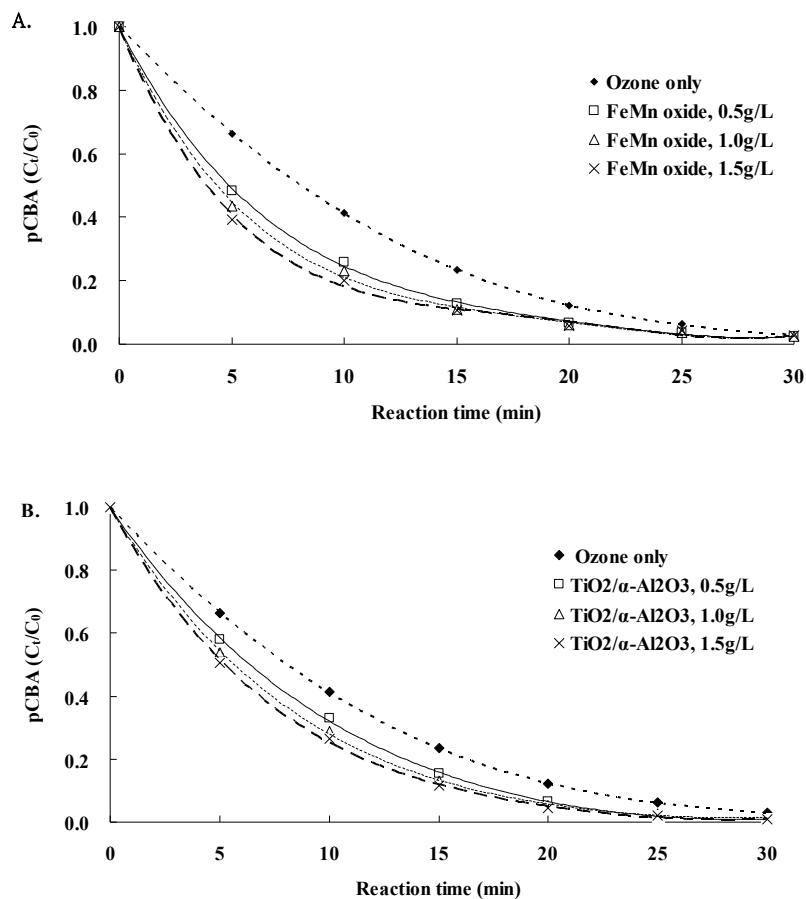 A.
1.0
0.8
0.6
0.4
0.2
0.0
pCBA (Ct/C0)
Ozone only
FeMn oxide, 0.5g/L
FeMn oxide, 1.0g/L
FeMn oxide, 1.5g/L
0 5 10 15 20 25 30
Reaction time (min)
B.
1.0
0.8
0.6
0.4
0.2
0.0
pCBA (Ct/C0)
Ozone only
TiO2/α-Al2O3, 0.5g/L
TiO2/α-Al2O3, 1.0g/L
TiO2/α-Al2O3, 1.5g/L
0 5 10 15 20 25 30
Reaction time (min)